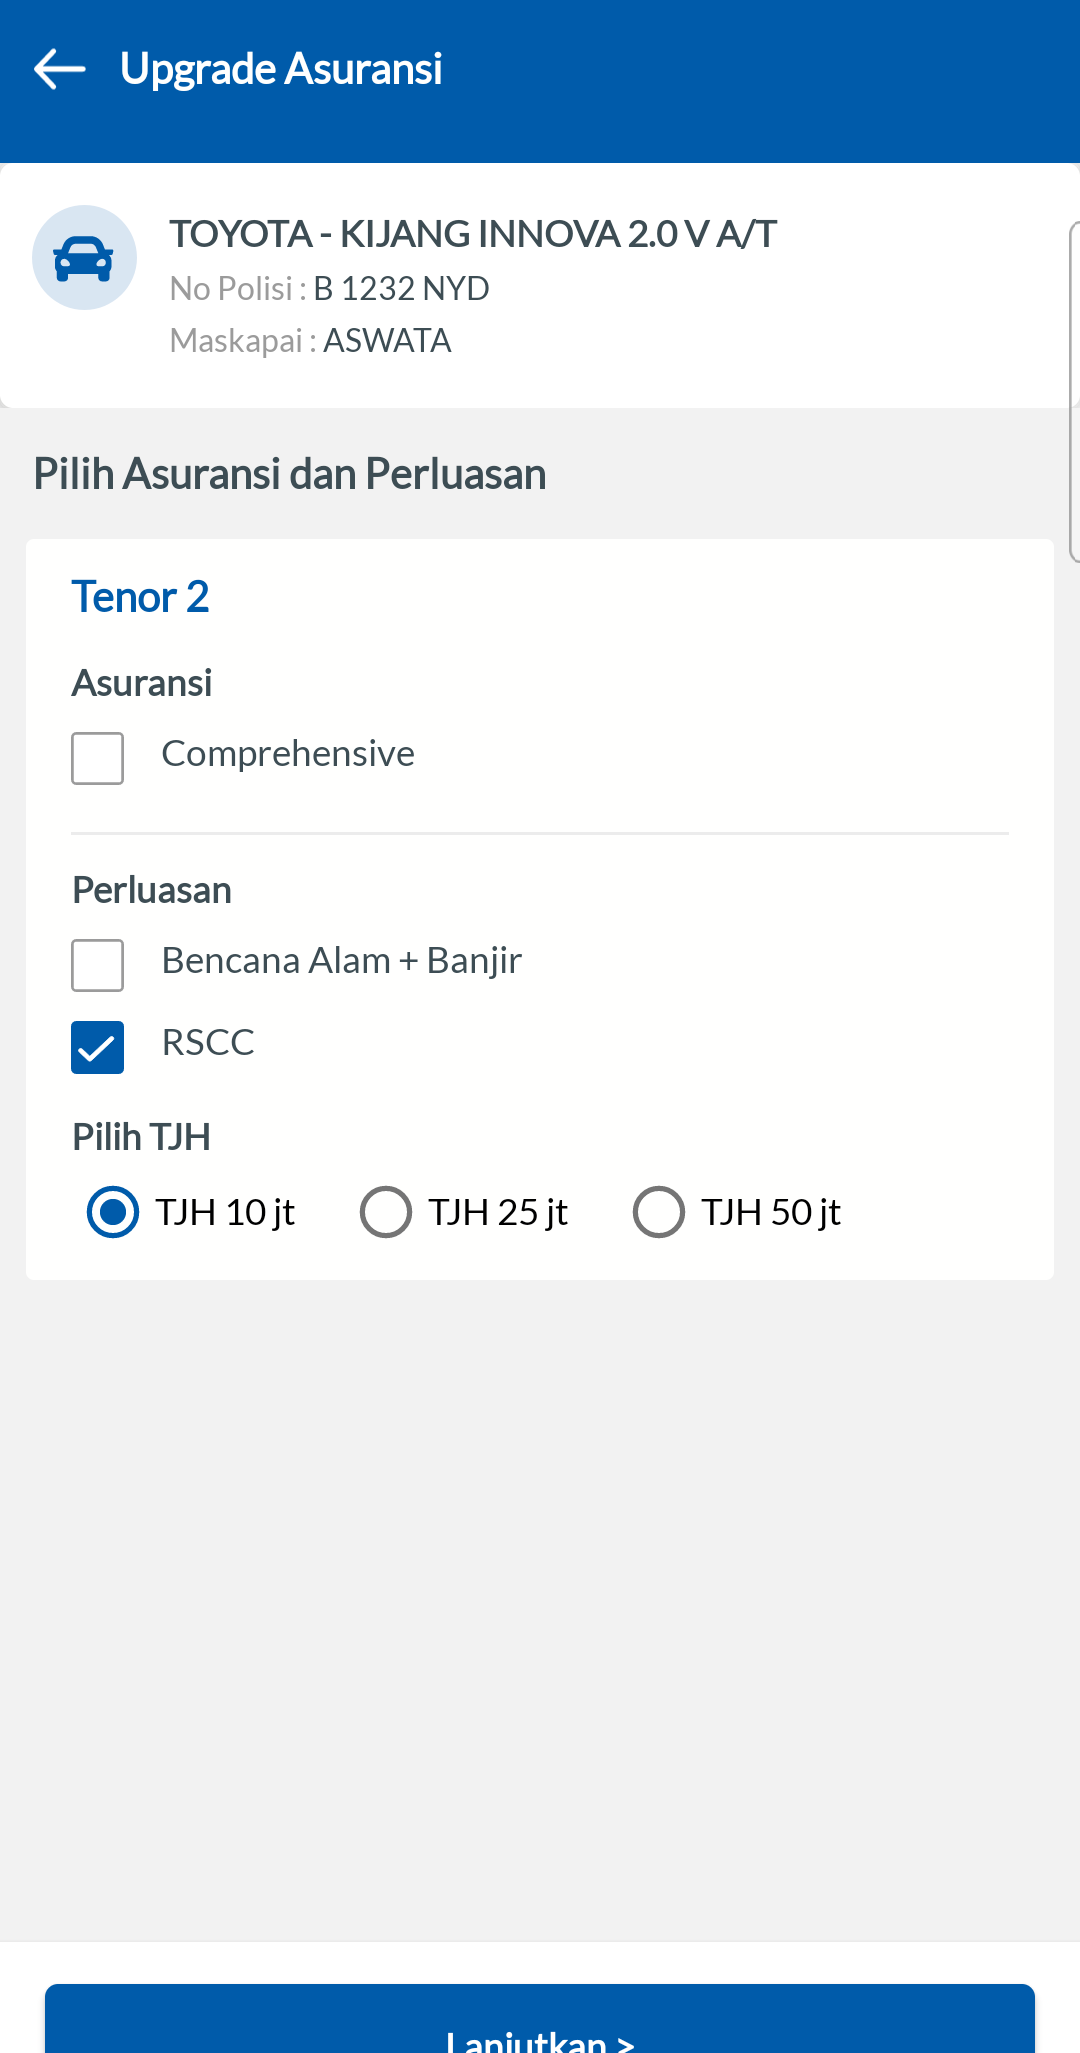 Upgrade Asuransi
TOYOTA - KIJANG INNOVA 2.0 V A/T
No Polisi : B 1232 NYD
Maskapai : ASWATA
Pilih Asuransi dan Perluasan
Tenor 2
Asuransi
Comprehensive
Perluasan
Bencana Alam + Banjir
RSCC
Pilih TJH
TJH 10 jt TJH 25 jt TJH 50 jt
Lanjutkan >